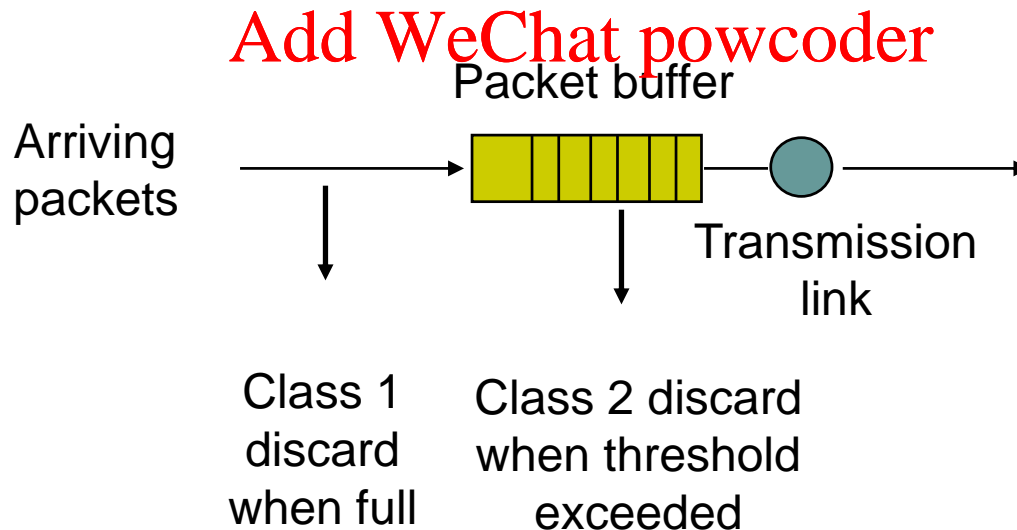 Add WeChat powcoder
Packet buffer
Arriving
packets
Transmission
link
Class 1
discard
when full
Class 2 discard
when threshold
exceeded